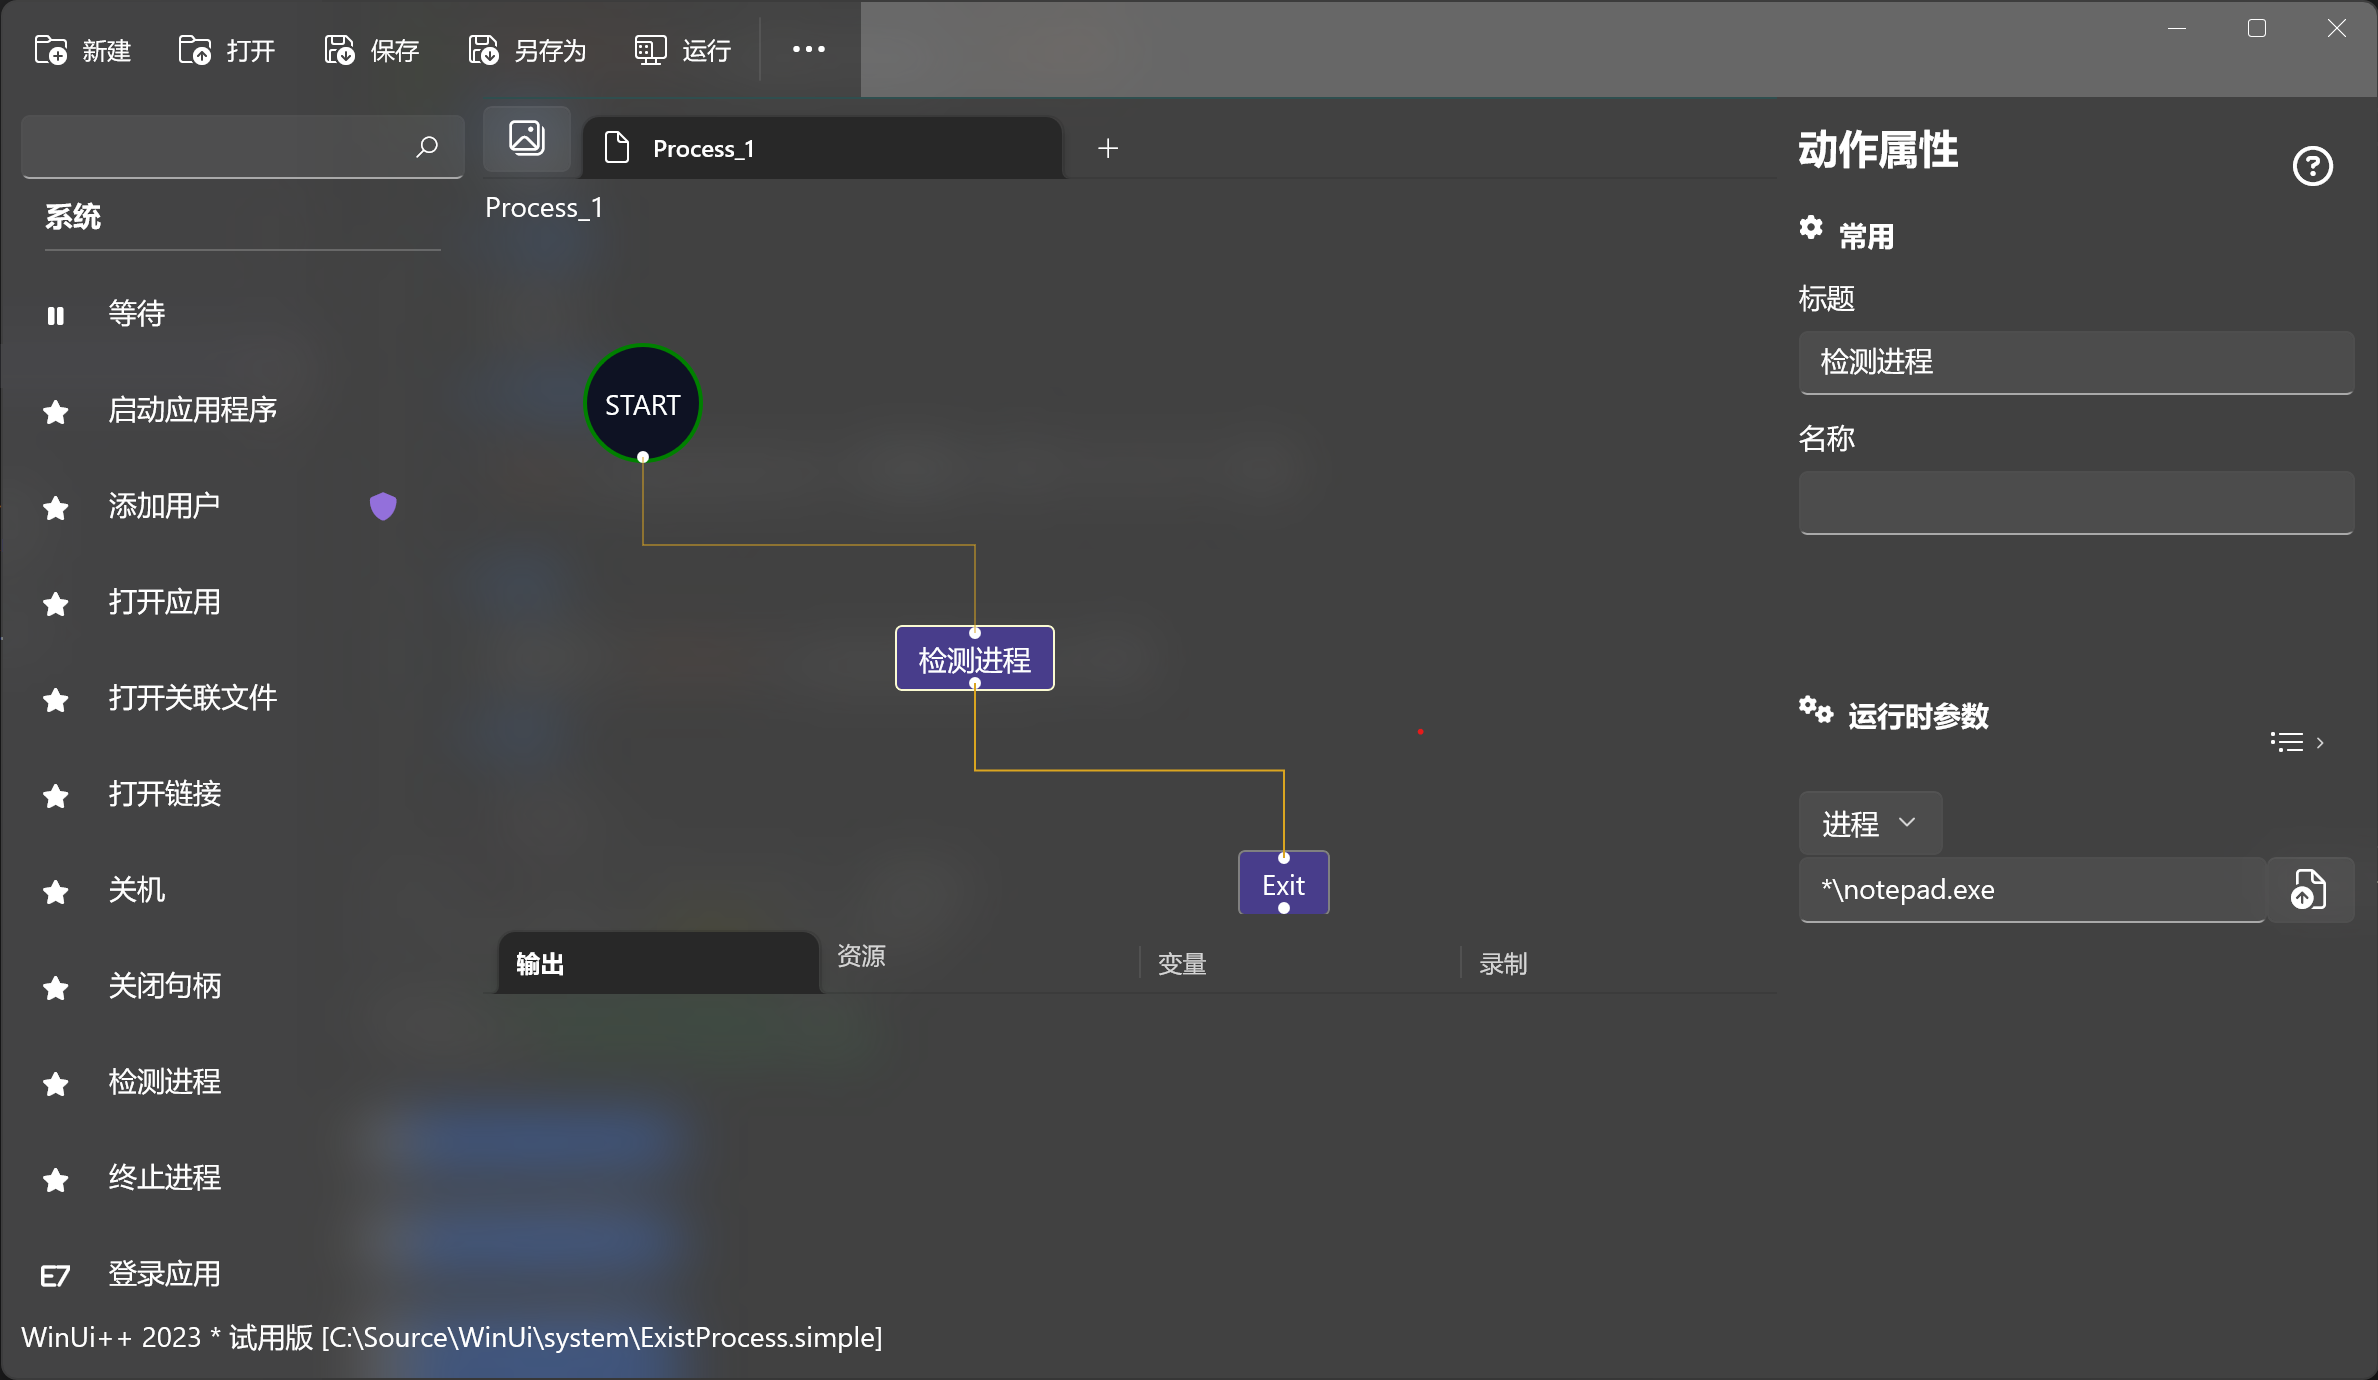 新建 打开 保存 另存为 运行
Process_1
系统
等待
启动应用程序
添加用户
打开应用
打开关联文件
打开链接
关机
关闭句柄
检测进程
终止进程
E7 登录应用
Process_1
START
检测进程
Exit
输出 资源 变量 录制
动作属性
常用
标题
检测进程
名称
运行时参数
进程
*\notepad.exe
WinUi++ 2023 * 试用版 [C:\Source\WinUi\system\ExistProcess.simple]